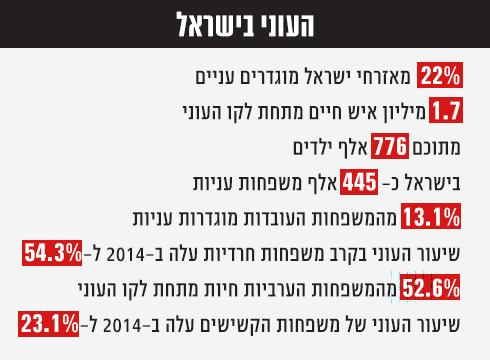 העוני בישראל
22% מאזרחי ישראל מוגדרים עניים
1.7 מיליון איש חיים מתחת לקו העוני
מתוכם 776 אלף ילדים
בישראל כ- 445 אלף משפחות עניות
13.1% מהמשפחות העובדות מוגדרות עניות
שיעור העוני בקרב משפחות חרדיות עלה ב-2014 ל-54.3%
52.6% מהמשפחות הערביות חיות מתחת לקו העוני
שיעור העוני של משפחות הקשישים עלה ב-2014 ל-23.1%